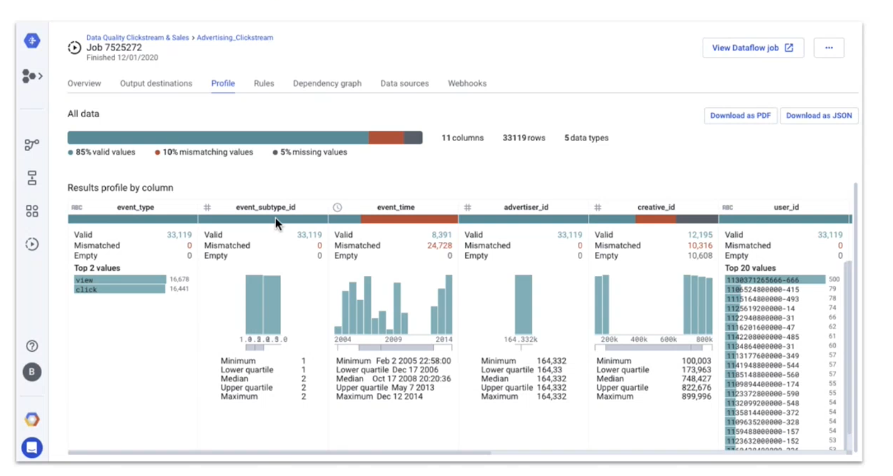 Data Quality Clickstream & Sales > Advertising_Clickstream
Job 7525272
Finished 12/01/2020
View Dataflow job
...
Overview
Output destinations
Profile
Rules
Dependency graph
Data sources
Webhooks
All data
Download as PDF
Download as JSON
11 columns
33119 rows
5 data types
85% valid values
10% mismatching values
5% missing values
Results profile by column
ABC event_type
Valid 33,119
Mismatched 0
Empty 0
Top 2 values
view 16,678
click 16,441
# event_subtype_id
Valid 33,119
Mismatched 0
Empty 0
Minimum 1
Lower quartile 1
Median 2
Upper quartile 2
Maximum 2
event_time
Valid 8,391
Mismatched 24,728
Empty 0
2004 2009 2014
Minimum Feb 2 2005 22:58:00
Lower quartile Dec 17 2006
Median Oct 17 2008 20:20:36
Upper quartile May 7 2013
Maximum Dec 12 2014
# advertiser_id
Valid 33,119
Mismatched 0
Empty 0
164.332k
Minimum 164,332
Lower quartile 164,33
Median 164,332
Upper quartile 164,332
Maximum 164,332
# creative_id
Valid 12,195
Mismatched 10,316
Empty 10,608
200k 400k 600k 800k
Minimum 100,003
Lower quartile 173,963
Median 748,427
Upper quartile 822,676
Maximum 899,996
ABC user_id
Valid 33,119
Mismatched 0
Empty 0
Top 20 values
1130371265666-666 500
1106524800000-415 79
1115164800000-493 78
1125619200000-14 74
1122940800000-31 66
1116201600000-47 62
1142208000000-485 61
1134864000000-31 60
1113177600000-349 57
1141948800000-544 57
1185148800000-560 57
1109894400000-174 55
1123372800000-590 55
1132099200000-548 54
1135814400000-372 54
1109635200000-328 54
1159488000000-157 54
1123632000000-152 53
B